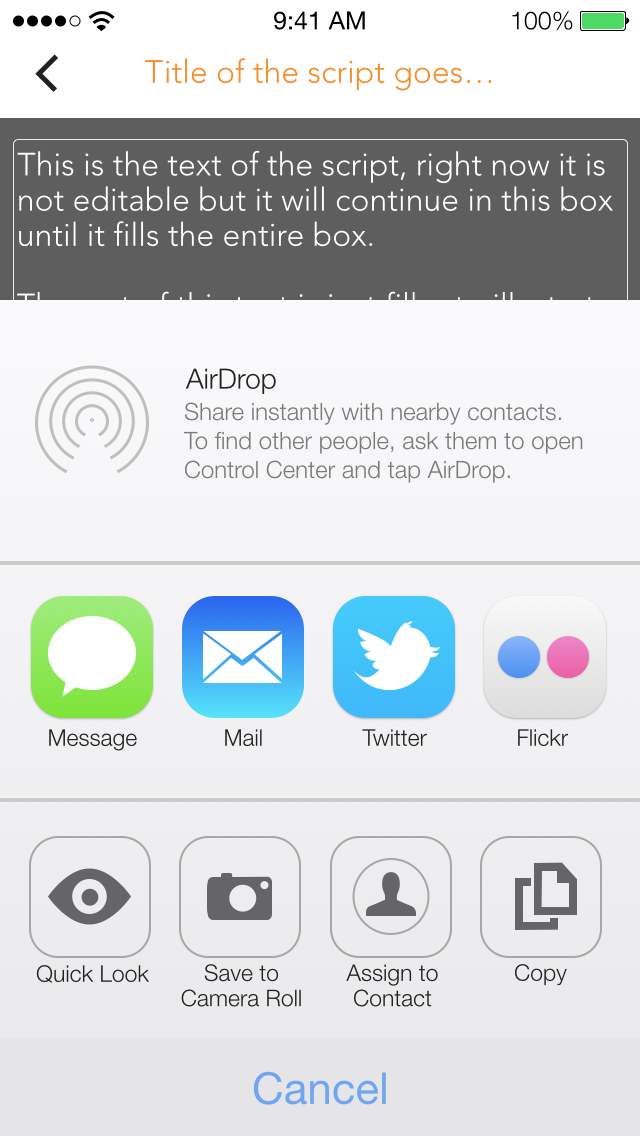 9:41 AM 100%
Title of the script goes...
This is the text of the script, right now it is
not editable but it will continue in this box
until it fills the entire box.
AirDrop
Share instantly with nearby contacts.
To find other people, ask them to open
Control Center and tap AirDrop.
Message Mail Twitter Flickr
Quick Look Save to Assign to Copy
Camera Roll Contact
Cancel